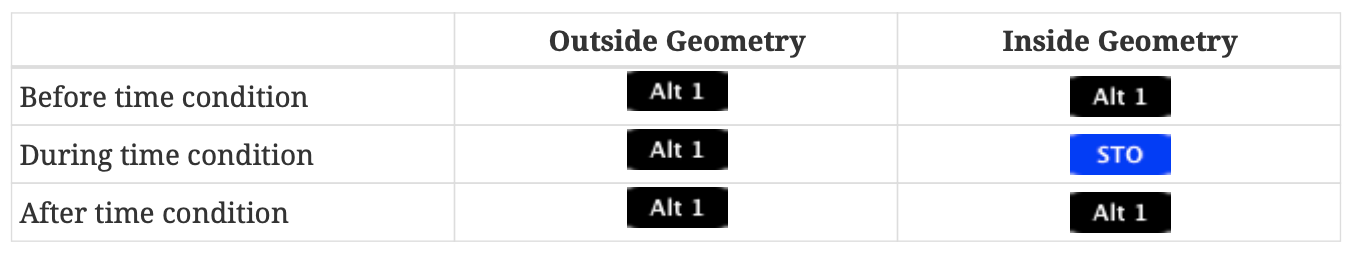 Outside Geometry Inside Geometry
Before time condition Alt 1 Alt 1
During time condition Alt 1 STO
After time condition Alt 1 Alt 1